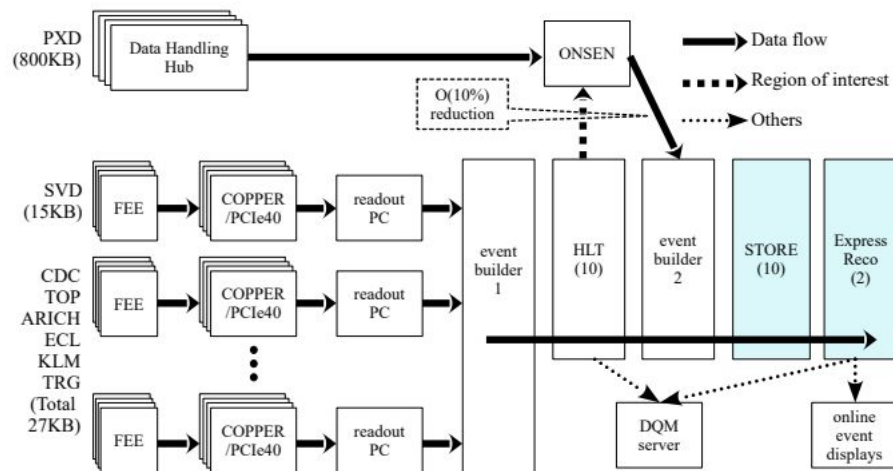 PXD
(800KB)
Data Handling
Hub
ONSEN
Data flow
Region of interest
Others
O(10%)
reduction
SVD
(15KB)
FEE
COPPER
/PCIe40
readout
PC
CDC
TOP
ARICH
ECL
KLM
TRG
(Total
27KB)
FEE
COPPER
/PCIe40
readout
PC
FEE
COPPER
/PCIe40
readout
PC
event
builder
1
HLT
(10)
event
builder
2
STORE
(10)
Express
Reco
(2)
DQM
server
online
event
displays